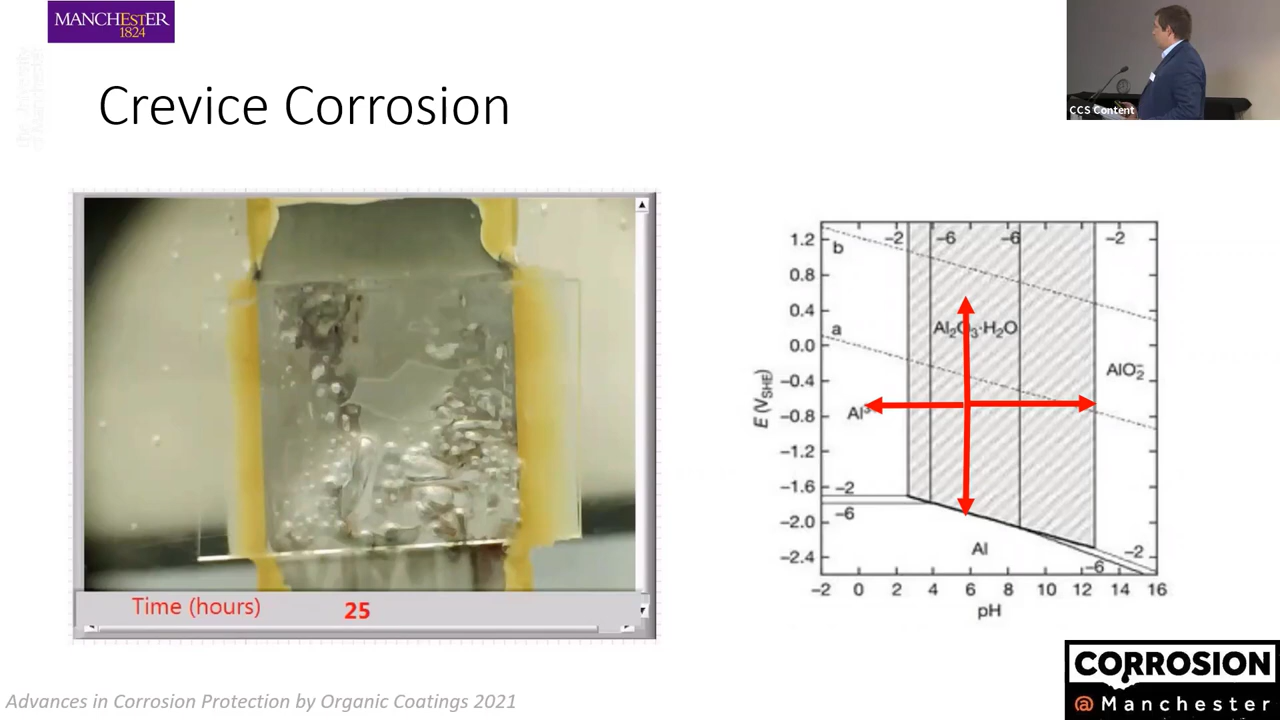 MANCHESTER
1824
CCS Content
Crevice Corrosion
Time (hours) 25
1.2
0.8
0.4
0.0
−0.4
−0.8
−1.2
−1.6
−2.0
−2.4
E (V_SHE)
−2 −6 −8 −6 −2
b
a
Al₂O₃·H₂O
AlO₂⁻
Al³
−2
−6
Al
−2
−6
−2 0 2 4 6 8 10 12 14 16
pH
Advances in Corrosion Protection by Organic Coatings 2021
CORROSION
@Manchester